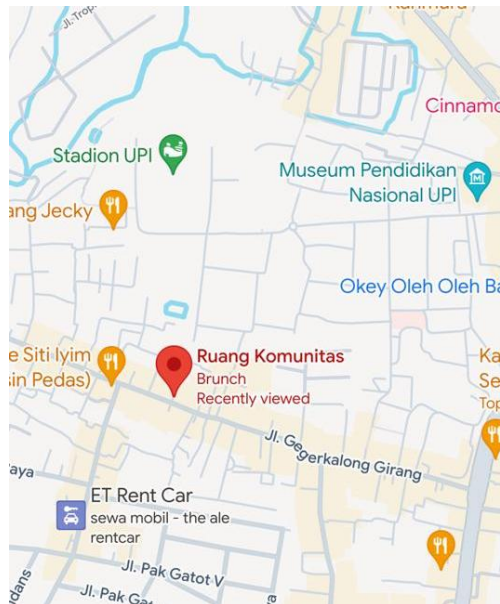 Jl. Trop
Cinnamo
Stadion UPI
Museum Pendidikan
Nasional UPI
ang Jecky
Okey Oleh Oleh Ba
e Siti Iyim
sin Pedas)
Ruang Komunitas
Brunch
Recently viewed
Ka
Se
Top
Jl. Gegerkalong Girang
aya
ET Rent Car
sewa mobil - the ale
rentcar
Jl. Pak Gatot V
Jl. Pak Gatot
dans